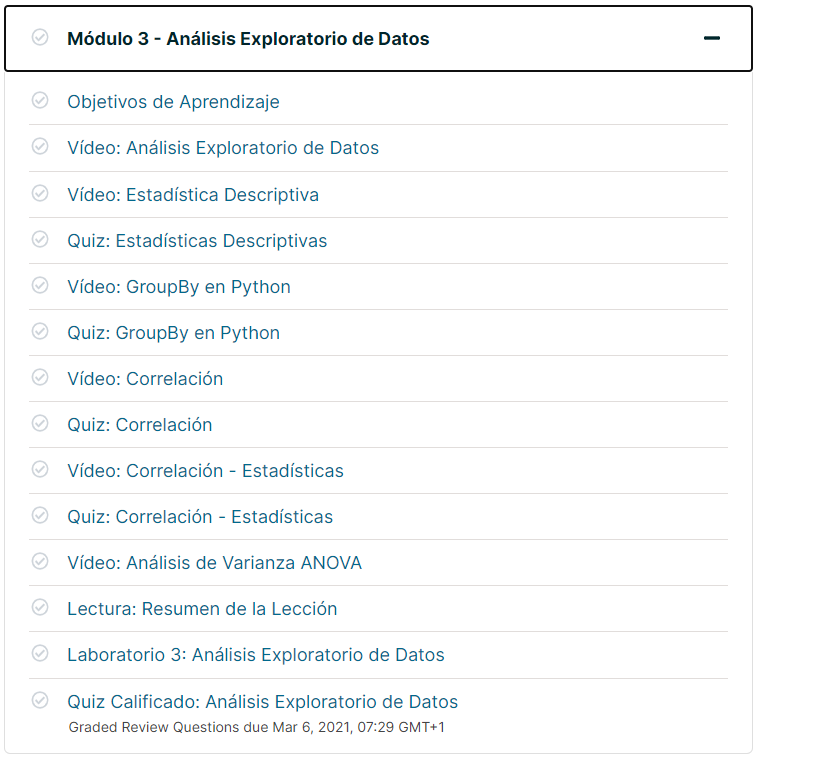 Módulo 3 - Análisis Exploratorio de Datos
Objetivos de Aprendizaje
Vídeo: Análisis Exploratorio de Datos
Vídeo: Estadística Descriptiva
Quiz: Estadísticas Descriptivas
Vídeo: GroupBy en Python
Quiz: GroupBy en Python
Vídeo: Correlación
Quiz: Correlación
Vídeo: Correlación - Estadísticas
Quiz: Correlación - Estadísticas
Vídeo: Análisis de Varianza ANOVA
Lectura: Resumen de la Lección
Laboratorio 3: Análisis Exploratorio de Datos
Quiz Calificado: Análisis Exploratorio de Datos
Graded Review Questions due Mar 6, 2021, 07:29 GMT+1